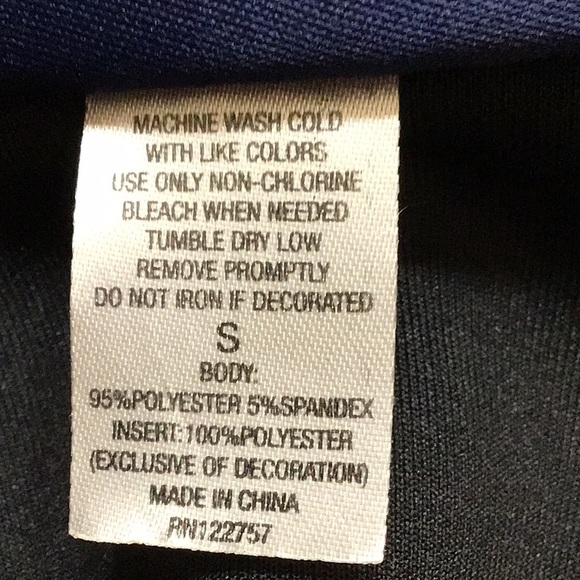 MACHINE WASH COLD
WITH LIKE COLORS
USE ONLY NON-CHLORINE
BLEACH WHEN NEEDED
TUMBLE DRY LOW
REMOVE PROMPTLY
DO NOT IRON IF DECORATED
S
BODY:
95%POLYESTER 5%SPANDEX
INSERT:100%POLYESTER
(EXCLUSIVE OF DECORATION)
MADE IN CHINA
RN122757